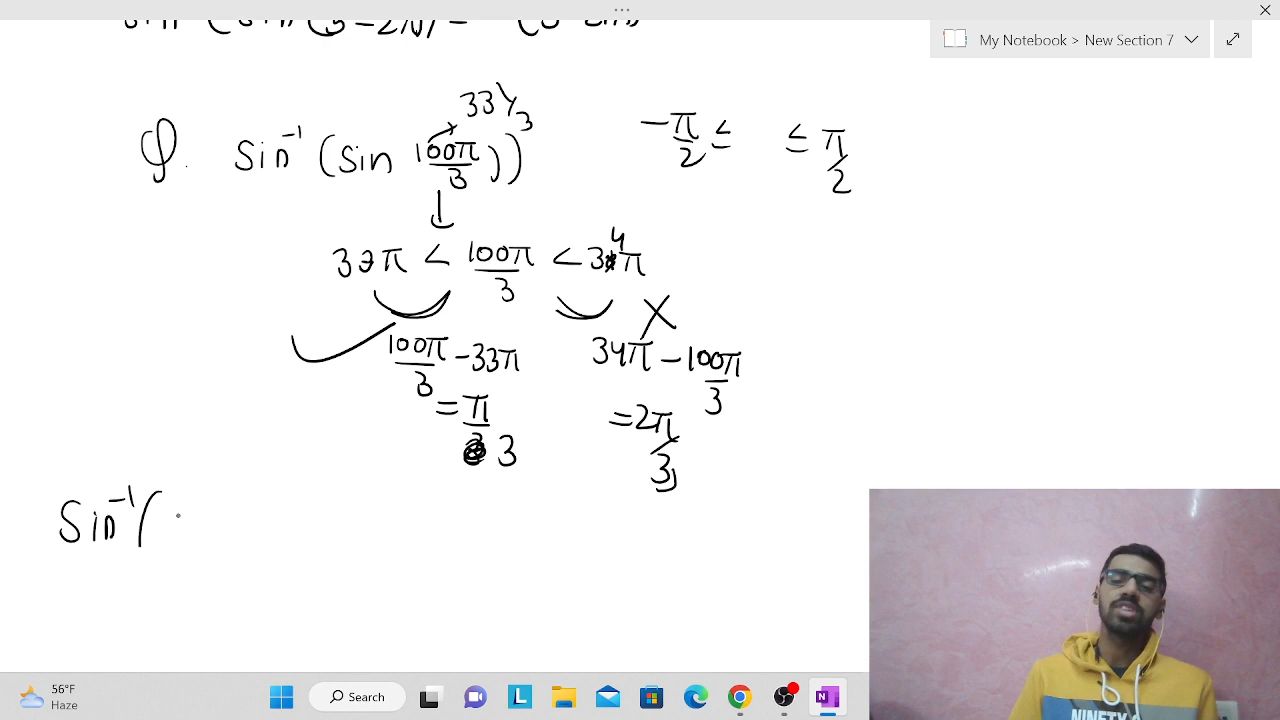 My Notebook > New Section 7
33 1/3
Q. Sin⁻¹(Sin 100π/3)
-π/2 ≤ ≤ π/2
33π < 100π/3 < 34π
100π/3 - 33π
34π - 100π/3
= π/3
= 2π/3
Sin⁻¹(
NINETY
56°F
Haze
Search